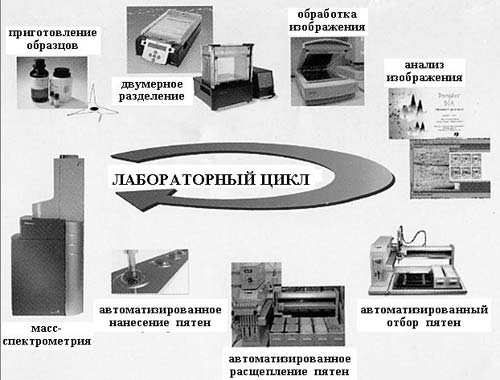 приготовление
образцов
двумерное
разделение
обработка
изображения
анализ
изображения
ЛАБОРАТОРНЫЙ ЦИКЛ
автоматизированный
отбор пятен
автоматизированное
расщепление пятен
автоматизированное
нанесение пятен
масс-
спектрометрия